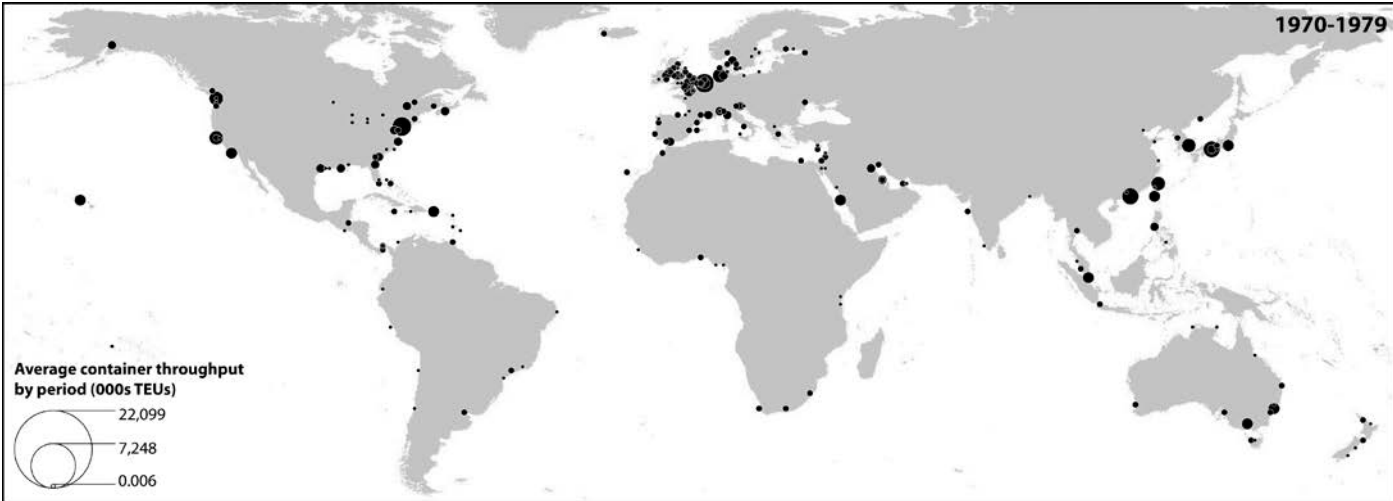 1970-1979
Average container throughput
by period (000s TEUs)
22,099
7,248
0.006